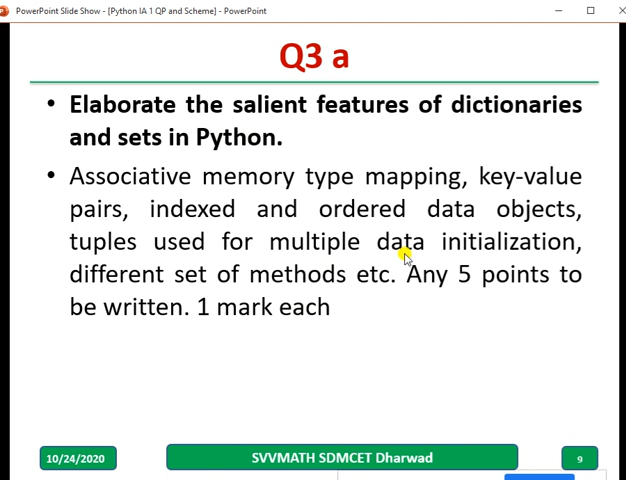 PowerPoint Slide Show - [Python IA 1 QP and Scheme] - PowerPoint
Q3 a
• Elaborate the salient features of dictionaries
and sets in Python.
• Associative memory type mapping, key-value
pairs, indexed and ordered data objects,
tuples used for multiple data initialization,
different set of methods etc. Any 5 points to
be written. 1 mark each
10/24/2020
SVVMATH SDMCET Dharwad
9